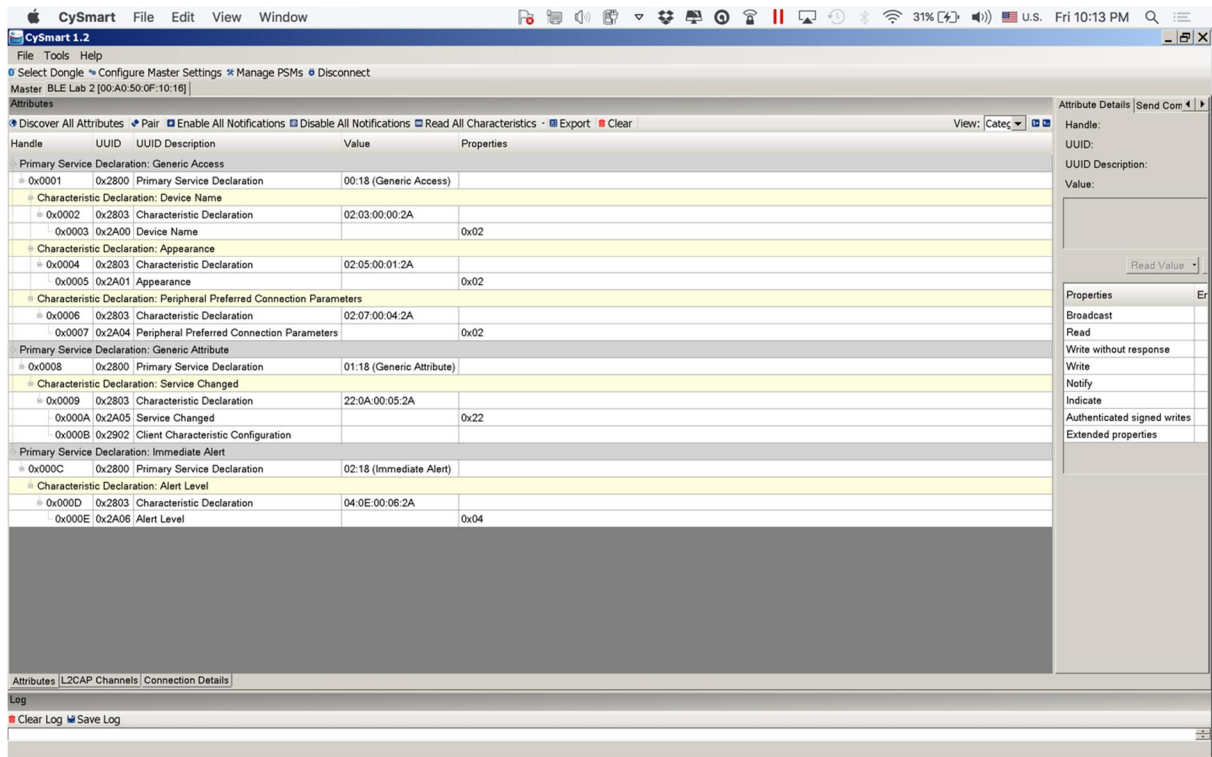 CySmart File Edit View Window 31% U.S. Fri 10:13 PM
CySmart 1.2
File Tools Help
Select Dongle Configure Master Settings Manage PSMs Disconnect
Master BLE Lab 2 [00:A0:50:0F:10:16]
Attributes
Discover All Attributes Pair Enable All Notifications Disable All Notifications Read All Characteristics Export Clear View: Categ
Handle UUID UUID Description Value Properties
Primary Service Declaration: Generic Access
0x0001 0x2800 Primary Service Declaration 00:18 (Generic Access)
Characteristic Declaration: Device Name
0x0002 0x2803 Characteristic Declaration 02:03:00:00:2A
0x0003 0x2A00 Device Name 0x02
Characteristic Declaration: Appearance
0x0004 0x2803 Characteristic Declaration 02:05:00:01:2A
0x0005 0x2A01 Appearance 0x02
Characteristic Declaration: Peripheral Preferred Connection Parameters
0x0006 0x2803 Characteristic Declaration 02:07:00:04:2A
0x0007 0x2A04 Peripheral Preferred Connection Parameters 0x02
Primary Service Declaration: Generic Attribute
0x0008 0x2800 Primary Service Declaration 01:18 (Generic Attribute)
Characteristic Declaration: Service Changed
0x0009 0x2803 Characteristic Declaration 22:0A:00:05:2A
0x000A 0x2A05 Service Changed 0x22
0x000B 0x2902 Client Characteristic Configuration
Primary Service Declaration: Immediate Alert
0x000C 0x2800 Primary Service Declaration 02:18 (Immediate Alert)
Characteristic Declaration: Alert Level
0x000D 0x2803 Characteristic Declaration 04:0E:00:06:2A
0x000E 0x2A06 Alert Level 0x04
Attribute Details Send Com
Handle:
UUID:
UUID Description:
Value:
Read Value
Properties Er
Broadcast
Read
Write without response
Write
Notify
Indicate
Authenticated signed writes
Extended properties
Attributes L2CAP Channels Connection Details
Log
Clear Log Save Log